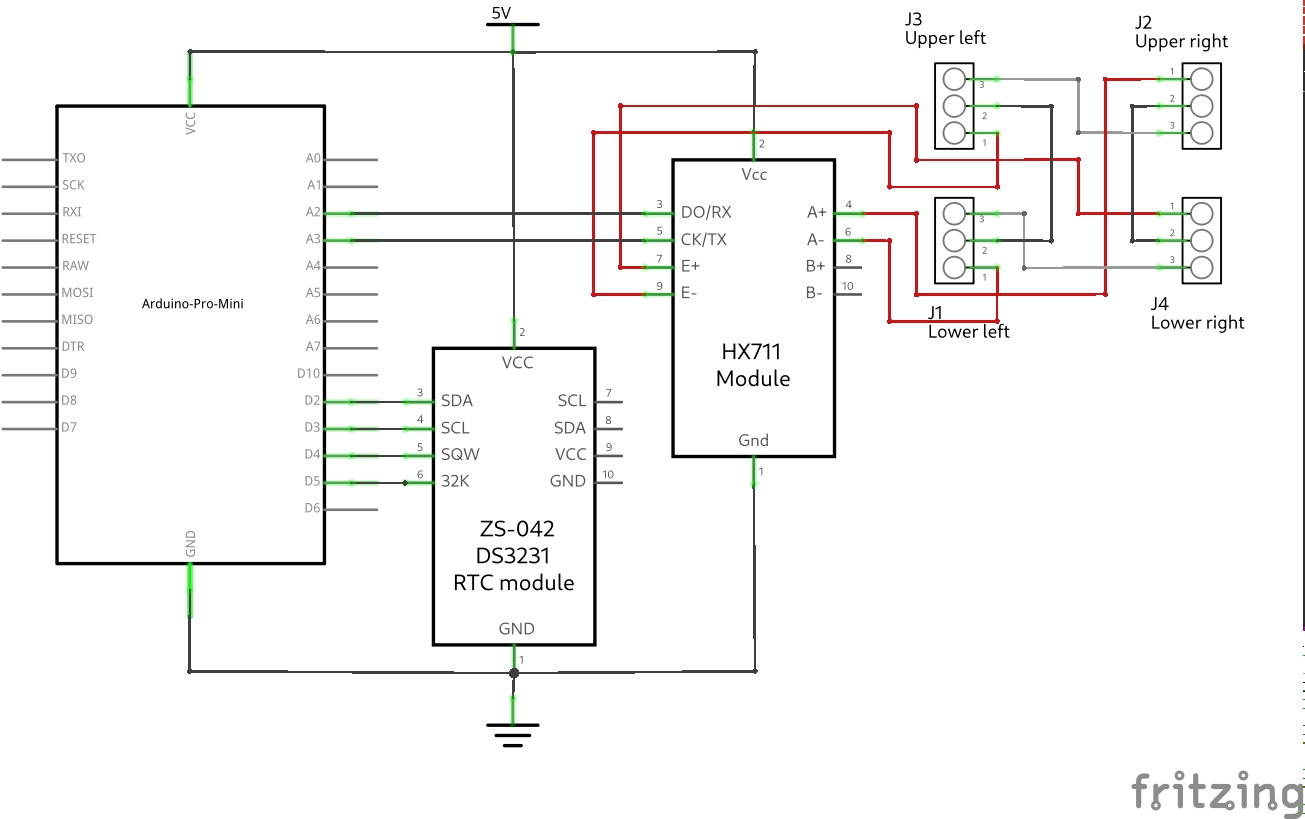 5V
J3
Upper left
J2
Upper right
3
2
1
1
2
3
VCC
TXO
SCK
RXI
RESET
RAW
MOSI
MISO
DTR
D9
D8
D7
A0
A1
A2
A3
A4
A5
A6
A7
D10
D2
D3
D4
D5
D6
Arduino-Pro-Mini
GND
2
Vcc
3 DO/RX
5 CK/TX
7 E+
9 E-
A+ 4
A- 6
B+ 8
B- 10
HX711
Module
Gnd
1
3
2
1
1
2
3
J1
Lower left
J4
Lower right
2
VCC
3 SDA
4 SCL
5 SQW
6 32K
SCL 7
SDA 8
VCC 9
GND 10
ZS-042
DS3231
RTC module
GND
1
fritzing